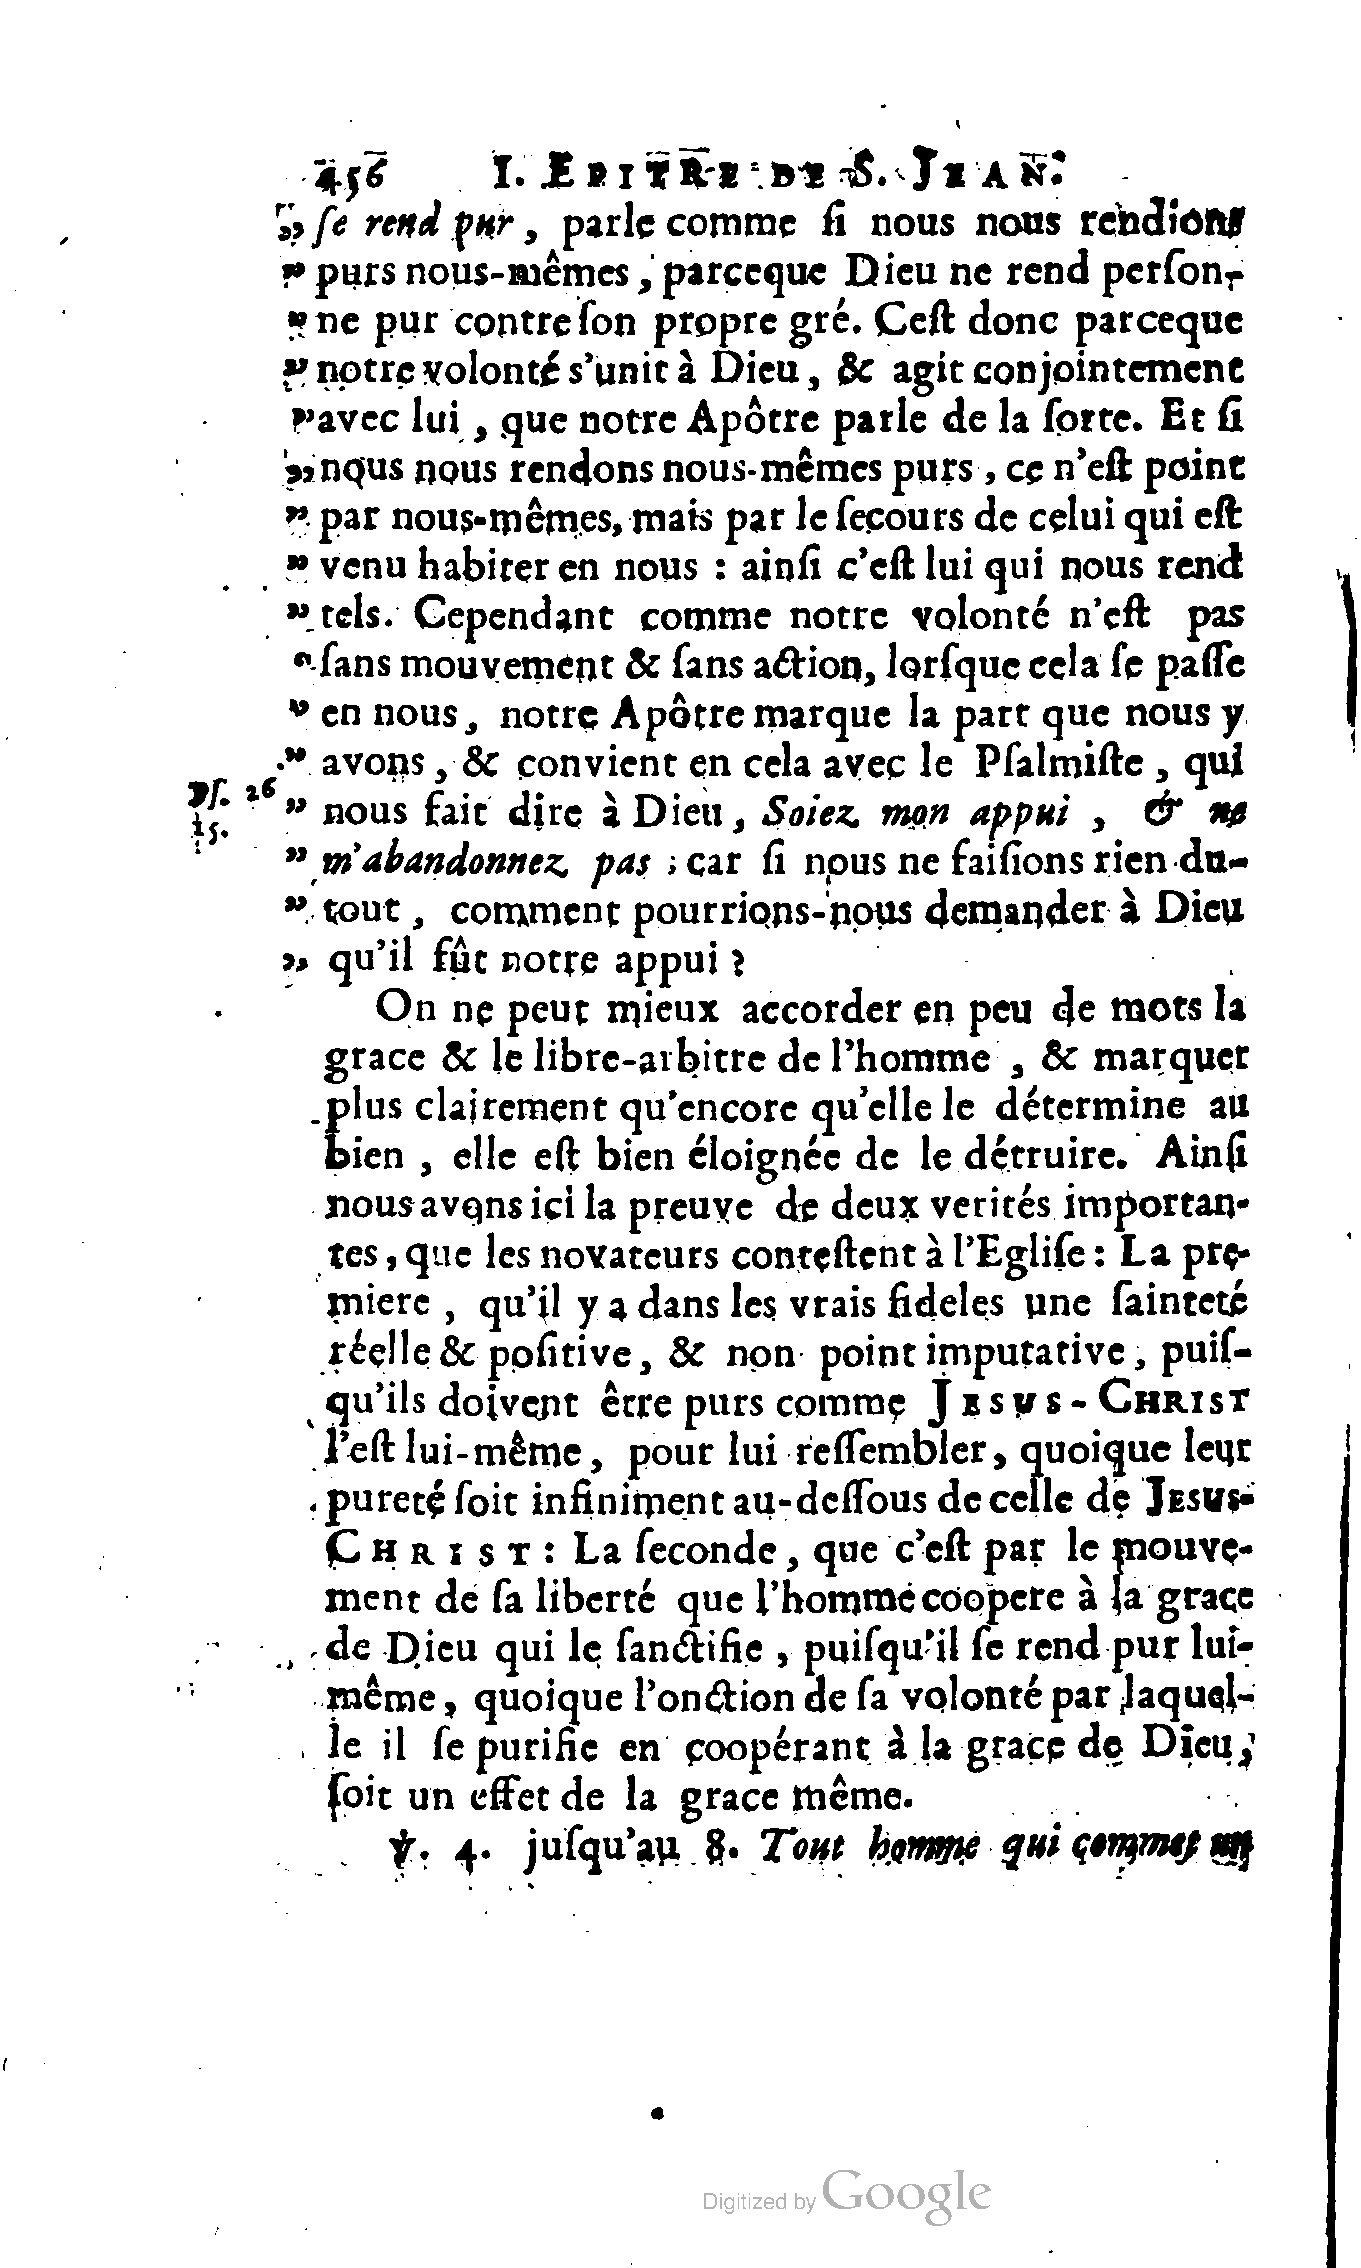 456 I. EPITRE DE S. JEAN.
„ ſe rend pur, parle comme ſi nous nous rendions
" purs nous-mêmes, parceque Dieu ne rend perſon-
" ne pur contre ſon propre gré. Ceſt donc parceque
" notre volonté s'unit à Dieu, & agit conjointement
" avec lui, que notre Apôtre parle de la ſorte. Et ſi
„ nous nous rendons nous-mêmes purs, ce n'eſt point
" par nous-mêmes, mais par le ſecours de celui qui eſt
" venu habiter en nous : ainſi c'eſt lui qui nous rend
" tels. Cependant comme notre volonté n'eſt pas
" ſans mouvement & ſans action, lorſque cela ſe paſſe
" en nous, notre Apôtre marque la part que nous y
" avons, & convient en cela avec le Pſalmiſte, qui
Pſ. 26
15.
" nous fait dire à Dieu, Soiez mon appui, & ne
" m'abandonnez pas ; car ſi nous ne faiſions rien du-
" tout, comment pourrions-nous demander à Dieu
„ qu'il fût notre appui ?
On ne peut mieux accorder en peu de mots la
grace & le libre-arbitre de l'homme, & marquer
plus clairement qu'encore qu'elle le détermine au
bien, elle eſt bien éloignée de le détruire. Ainſi
nous avons ici la preuve de deux verités importan-
tes, que les novateurs conteſtent à l'Egliſe : La pre-
miere, qu'il y a dans les vrais fideles une ſainteté
réelle & poſitive, & non point imputative, puiſ-
qu'ils doivent être purs comme JESUS-CHRIST
l'eſt lui-même, pour lui reſſembler, quoique leur
pureté ſoit infiniment au-deſſous de celle de JESUS-
CHRIST : La ſeconde, que c'eſt par le mouve-
ment de ſa liberté que l'homme coopere à la grace
de Dieu qui le ſanctifie, puiſqu'il ſe rend pur lui-
même, quoique l'onction de ſa volonté par laquel-
le il ſe purifie en coopérant à la grace de Dieu,
ſoit un effet de la grace même.
℣. 4. juſqu'au 8. Tout homme qui commet un
Digitized by Google